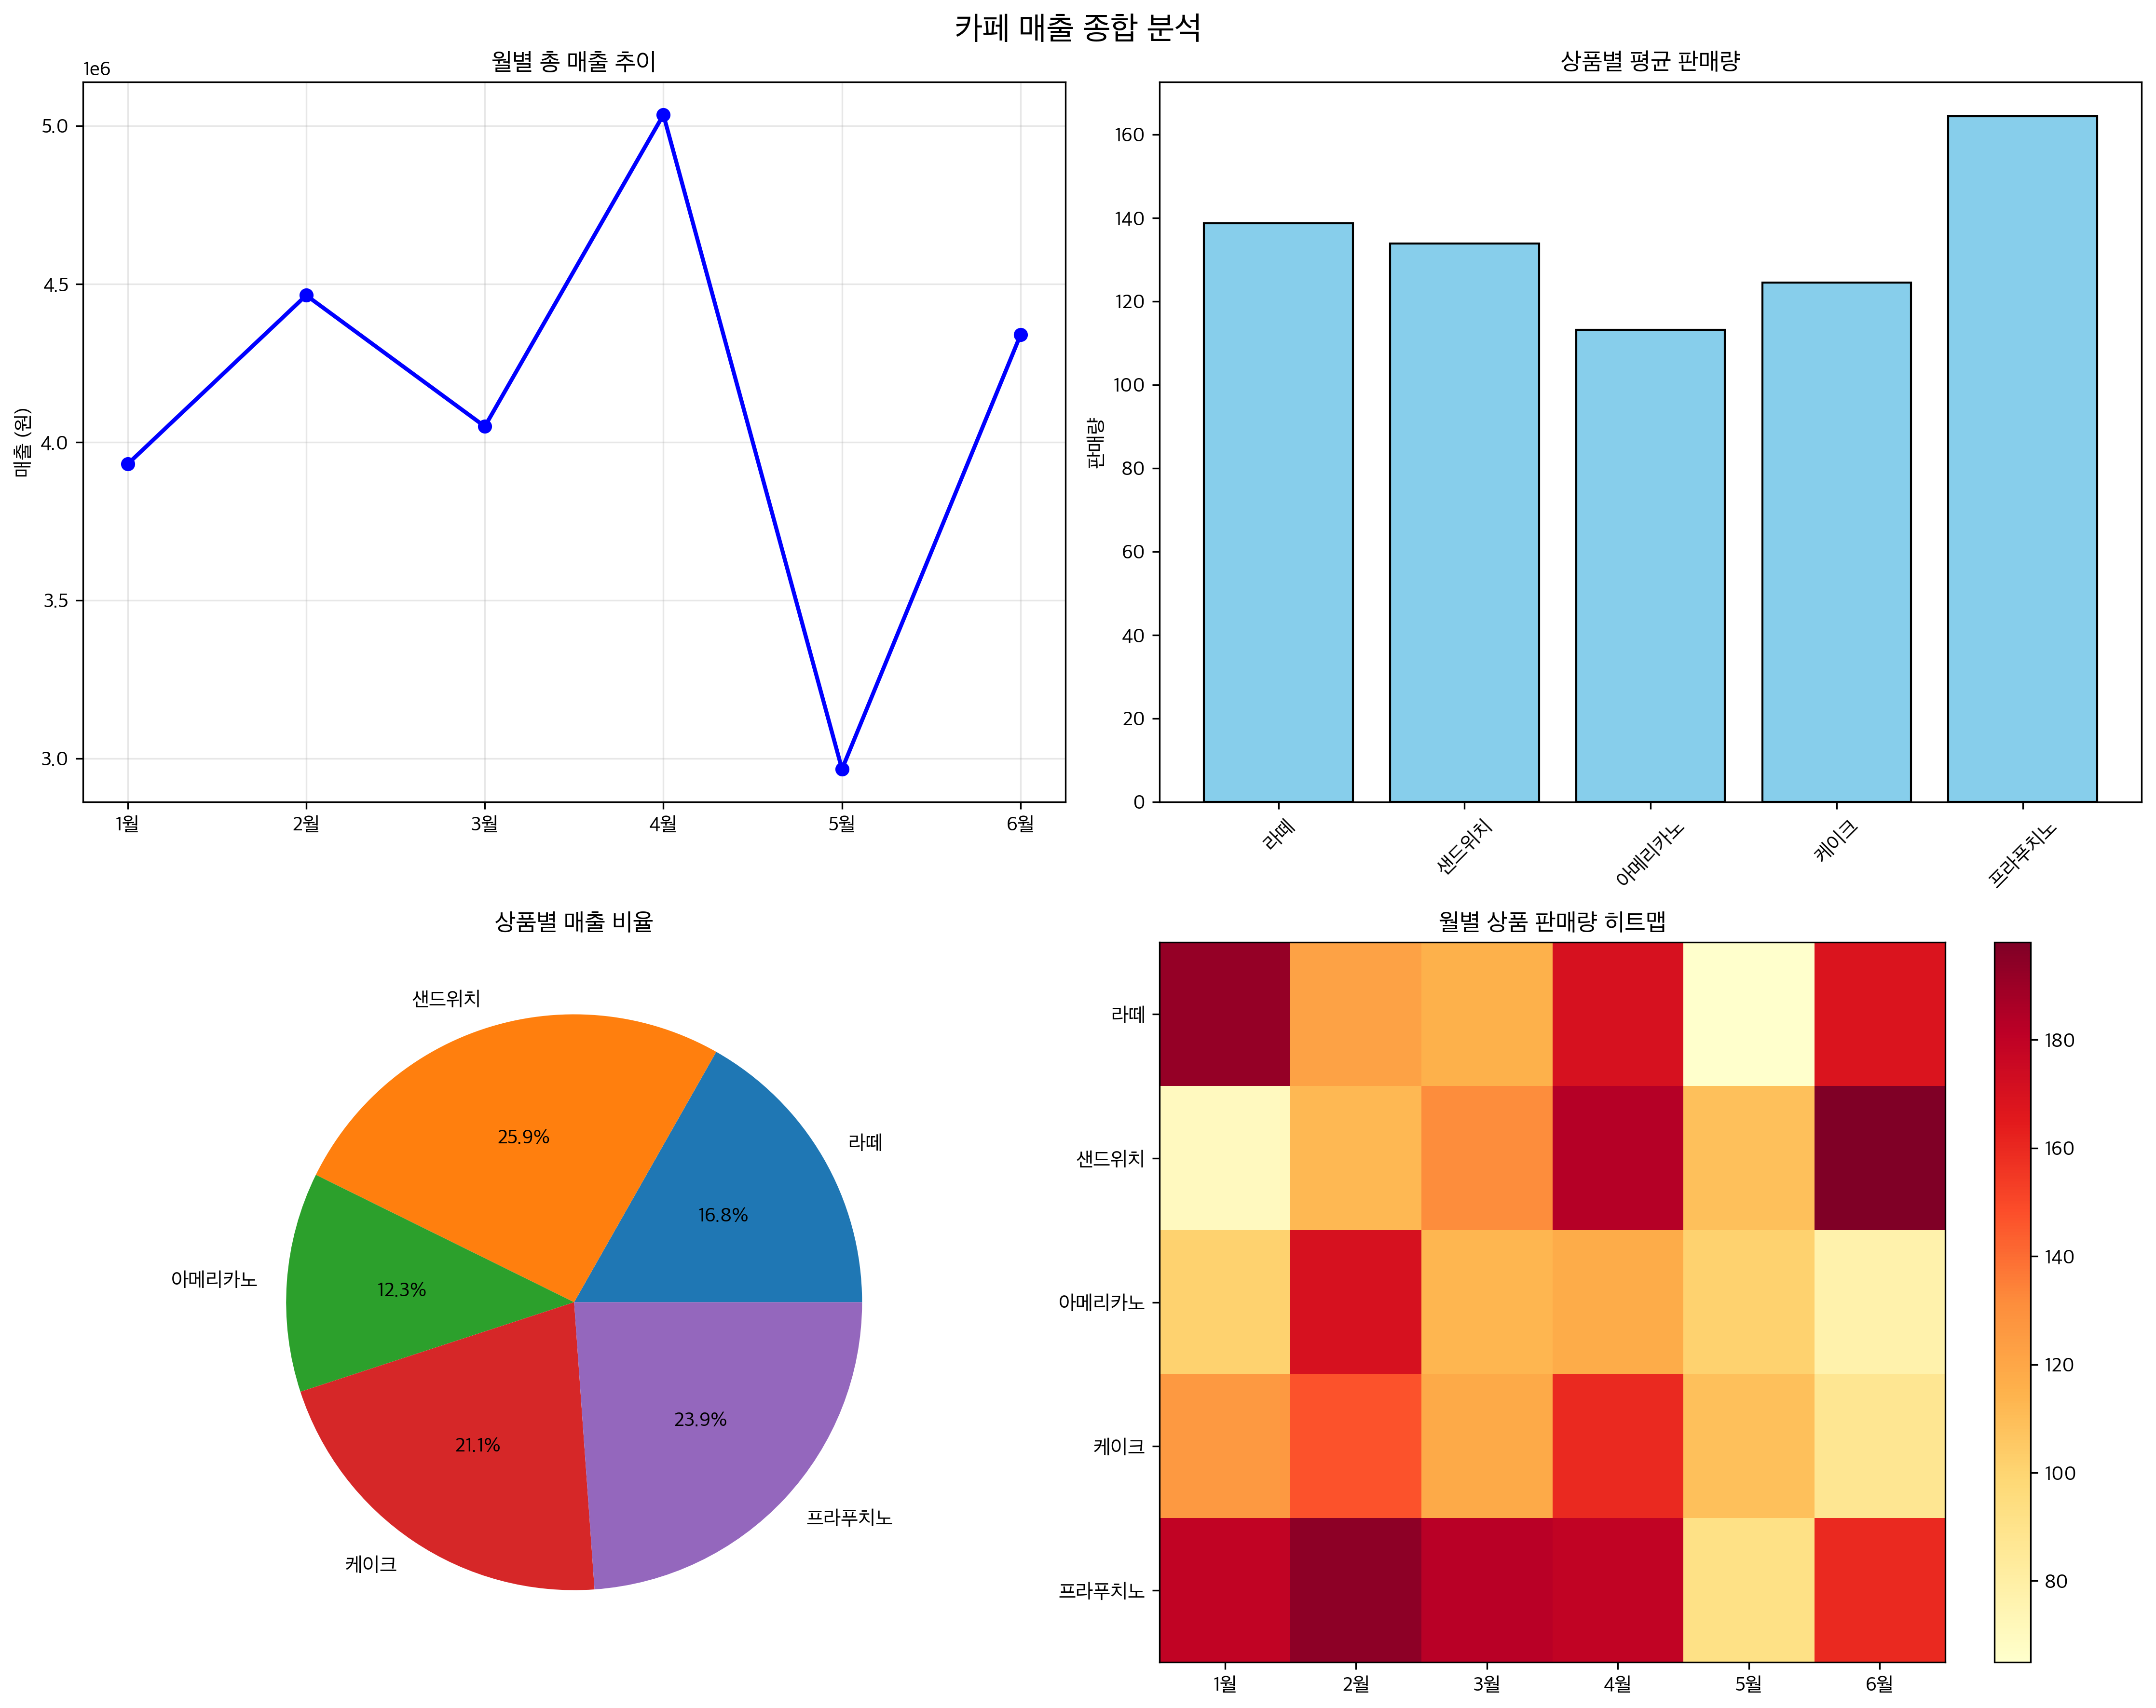 카페 매출 종합 분석
월별 총 매출 추이
1e6
매출 (원)
5.0
4.5
4.0
3.5
3.0
1월 2월 3월 4월 5월 6월
상품별 평균 판매량
판매량
160
140
120
100
80
60
40
20
0
라떼 샌드위치 아메리카노 케이크 프라푸치노
상품별 매출 비율
샌드위치
25.9%
라떼
16.8%
아메리카노
12.3%
케이크
21.1%
프라푸치노
23.9%
월별 상품 판매량 히트맵
라떼
샌드위치
아메리카노
케이크
프라푸치노
1월 2월 3월 4월 5월 6월
180
160
140
120
100
80